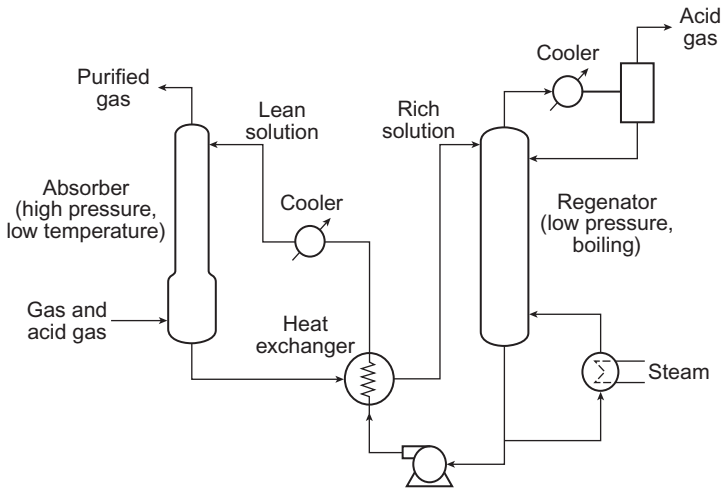 Acid
gas
Cooler
Purified
gas
Lean
solution
Rich
solution
Absorber
(high pressure,
low temperature)
Cooler
Regenator
(low pressure,
boiling)
Gas and
acid gas
Heat
exchanger
Steam